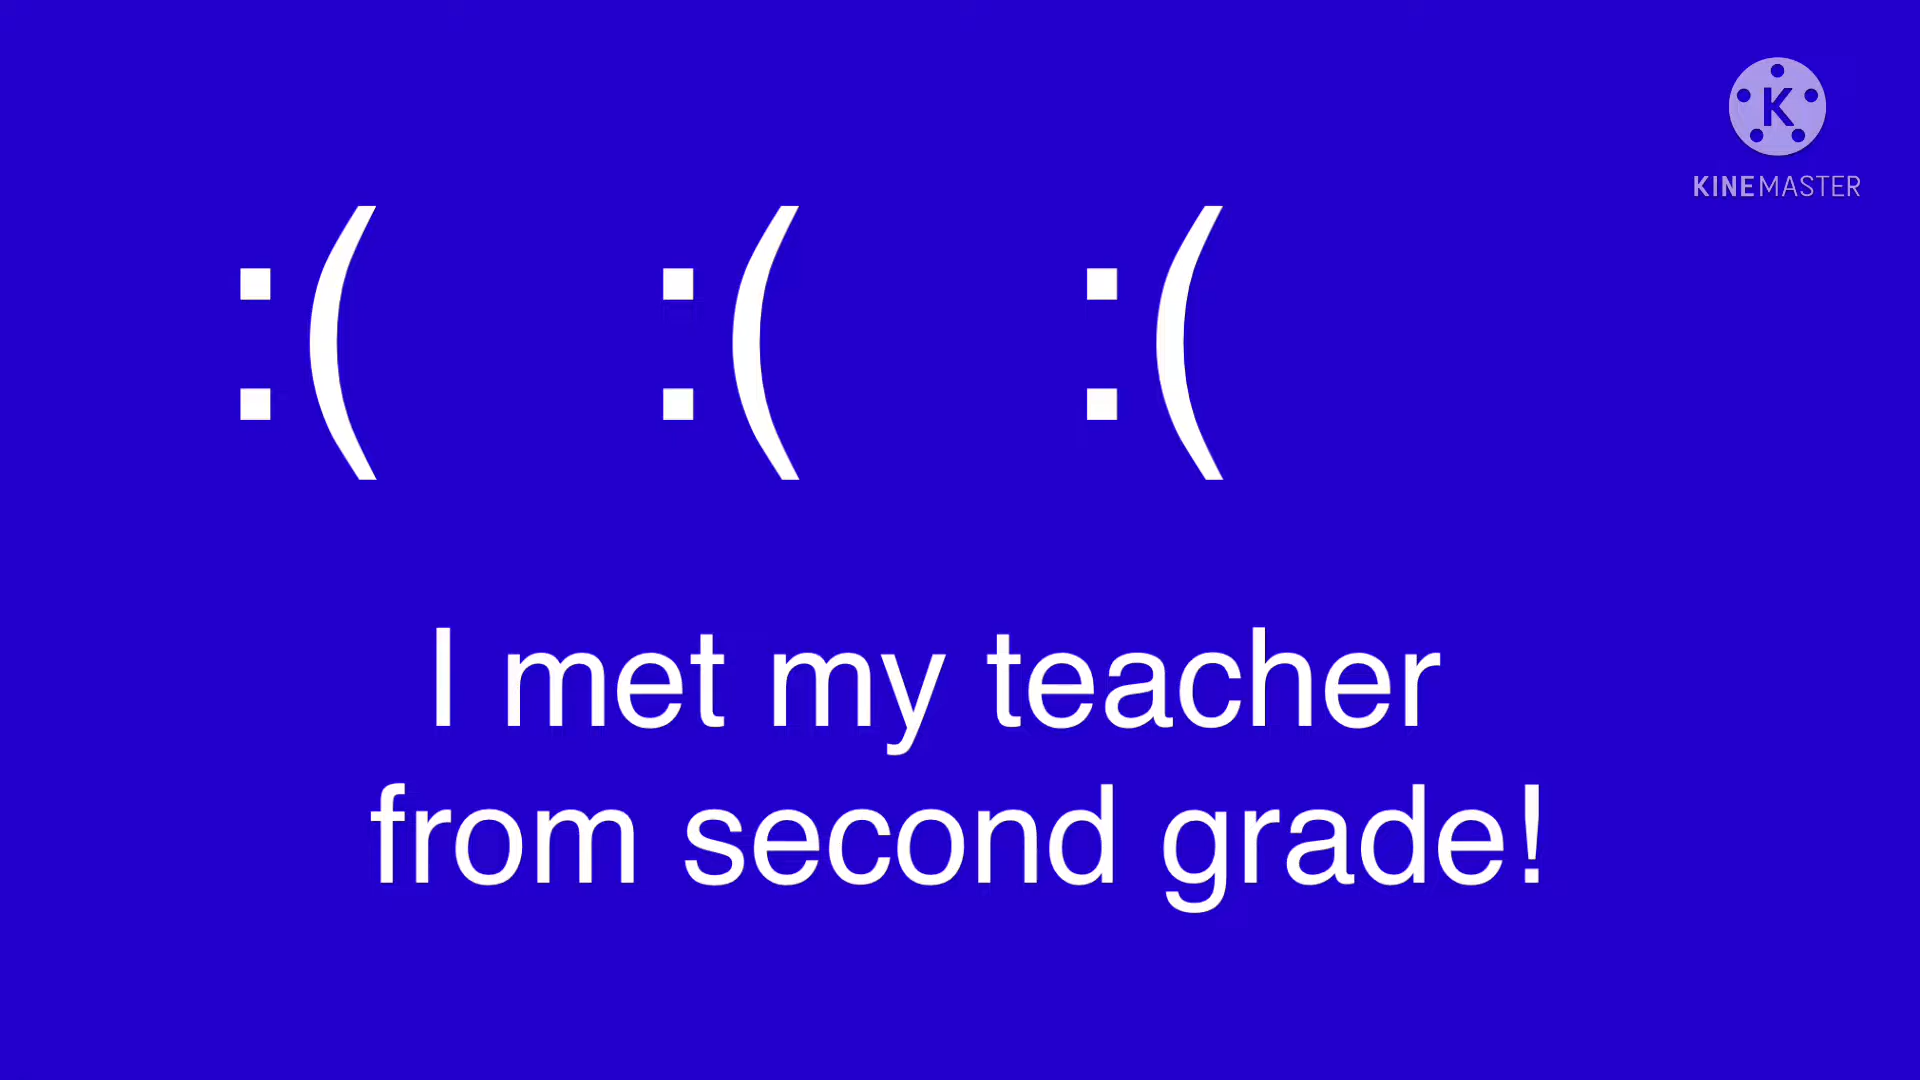 K
KINEMASTER
:( :( :(
I met my teacher
from second grade!